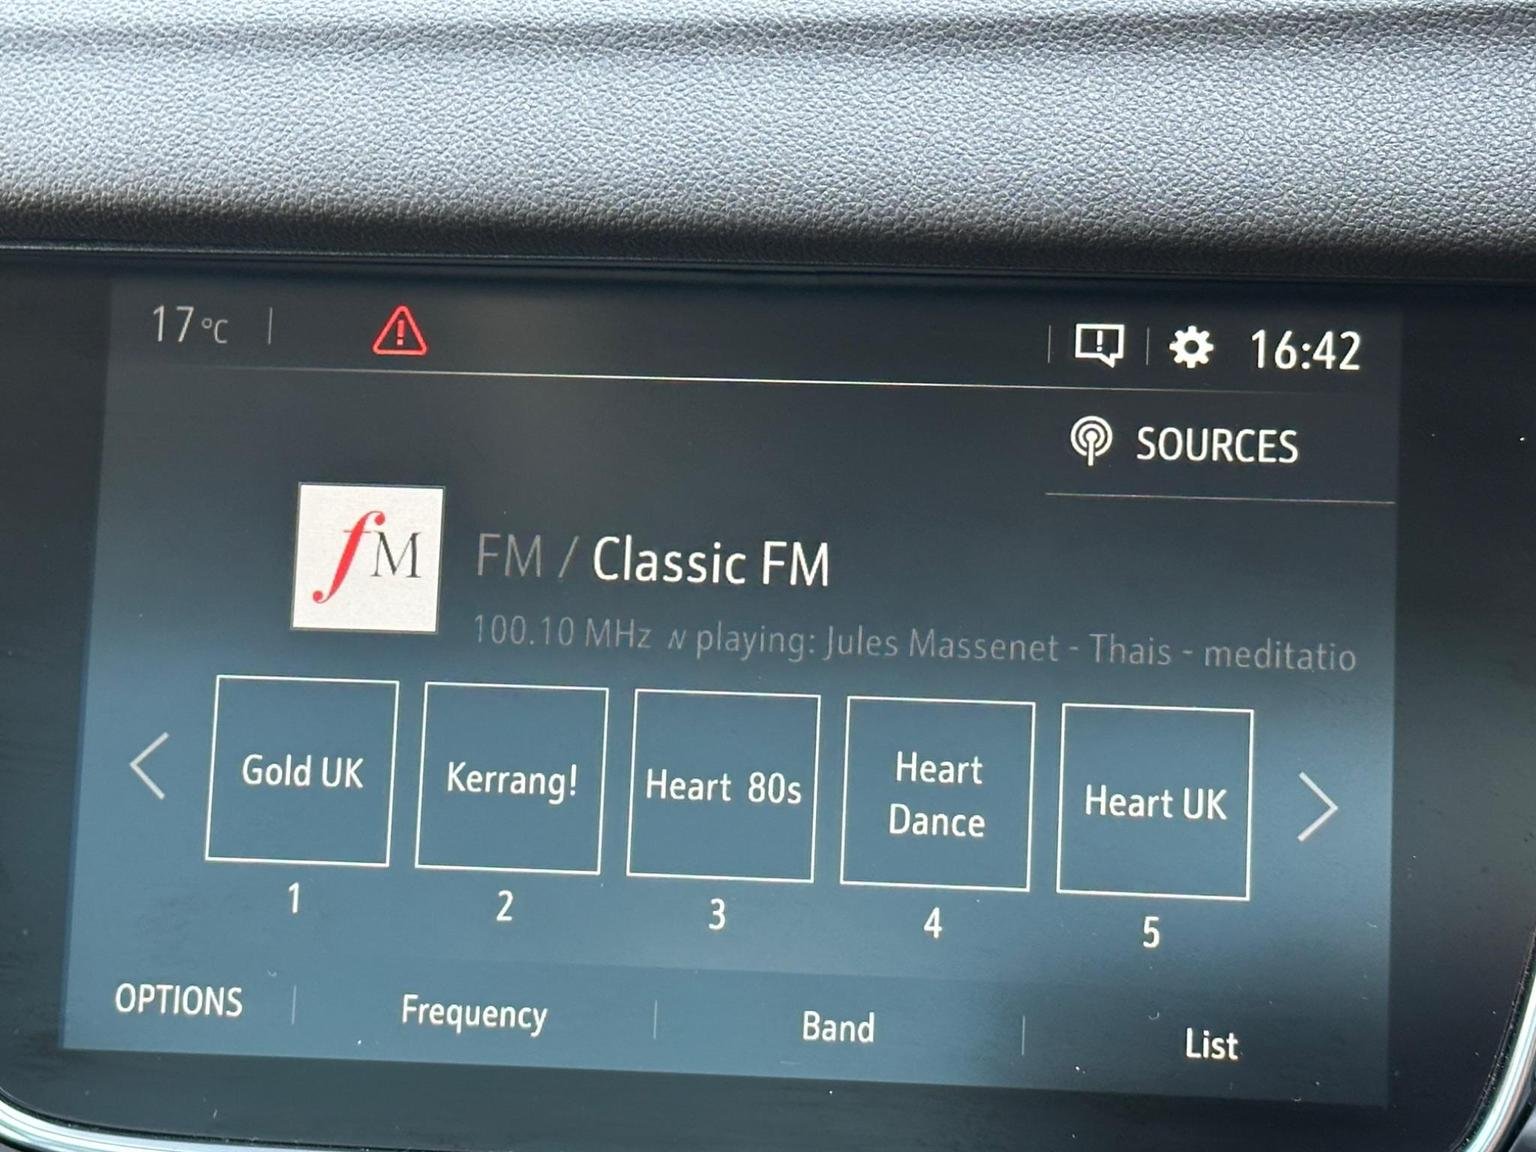 17 °C
16:42
SOURCES
fM
FM / Classic FM
100.10 MHz N playing: Jules Massenet - Thais - meditatio
Gold UK
Kerrang!
Heart 80s
Heart
Dance
Heart UK
1
2
3
4
5
OPTIONS
Frequency
Band
List